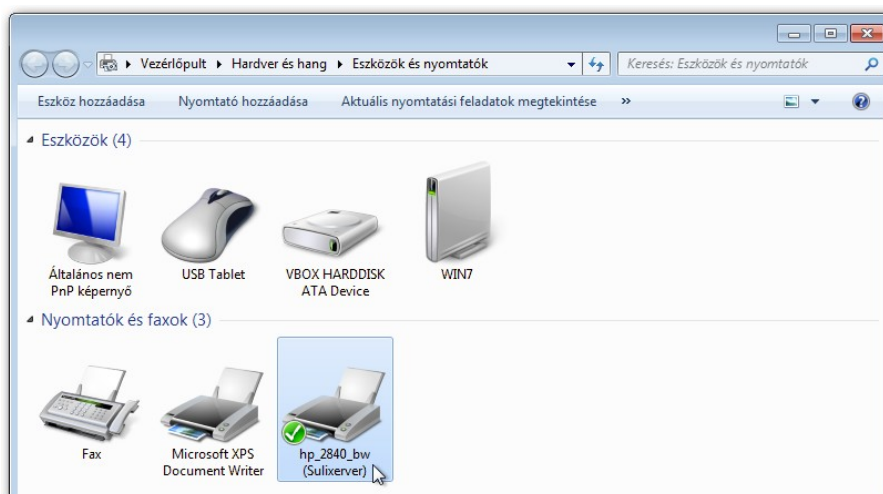 Vezérlőpult ▸ Hardver és hang ▸ Eszközök és nyomtatók
Keresés: Eszközök és nyomtatók
Eszköz hozzáadása Nyomtató hozzáadása Aktuális nyomtatási feladatok megtekintése »
Eszközök (4)
Általános nem
PnP képernyő
USB Tablet
VBOX HARDDISK
ATA Device
WIN7
Nyomtatók és faxok (3)
Fax
Microsoft XPS
Document Writer
hp_2840_bw
(Sulixerver)